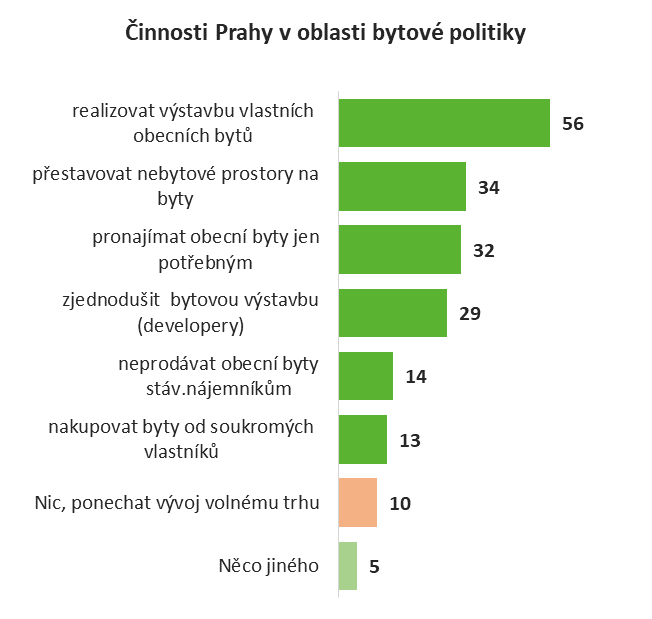 Činnosti Prahy v oblasti bytové politiky
realizovat výstavbu vlastních
obecních bytů
56
přestavovat nebytové prostory na
byty
34
pronajímat obecní byty jen
potřebným
32
zjednodušit  bytovou výstavbu
(developery)
29
neprodávat obecní byty
stáv.nájemníkům
14
nakupovat byty od soukromých
vlastníků
13
Nic, ponechat vývoj volnému trhu
10
Něco jiného
5